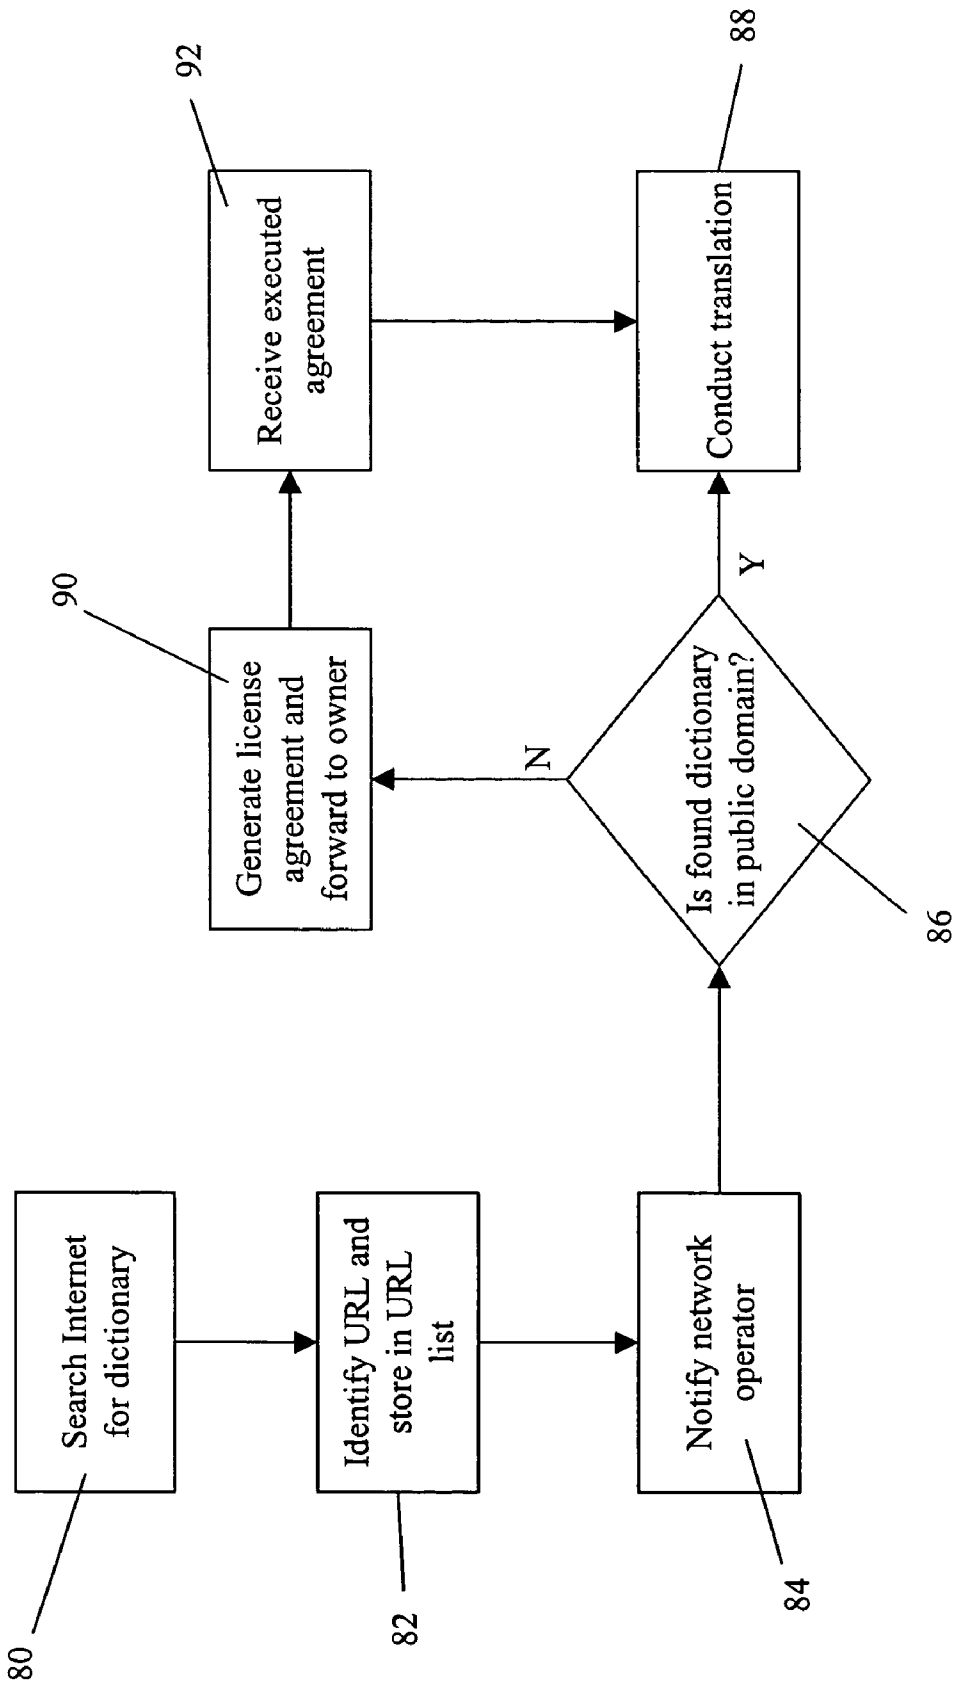 80
Search Internet
for dictionary
82
Identify URL and
store in URL
list
84
Notify network
operator
86
Is found dictionary
in public domain?
N
Y
90
Generate license
agreement and
forward to owner
92
Receive executed
agreement
88
Conduct translation